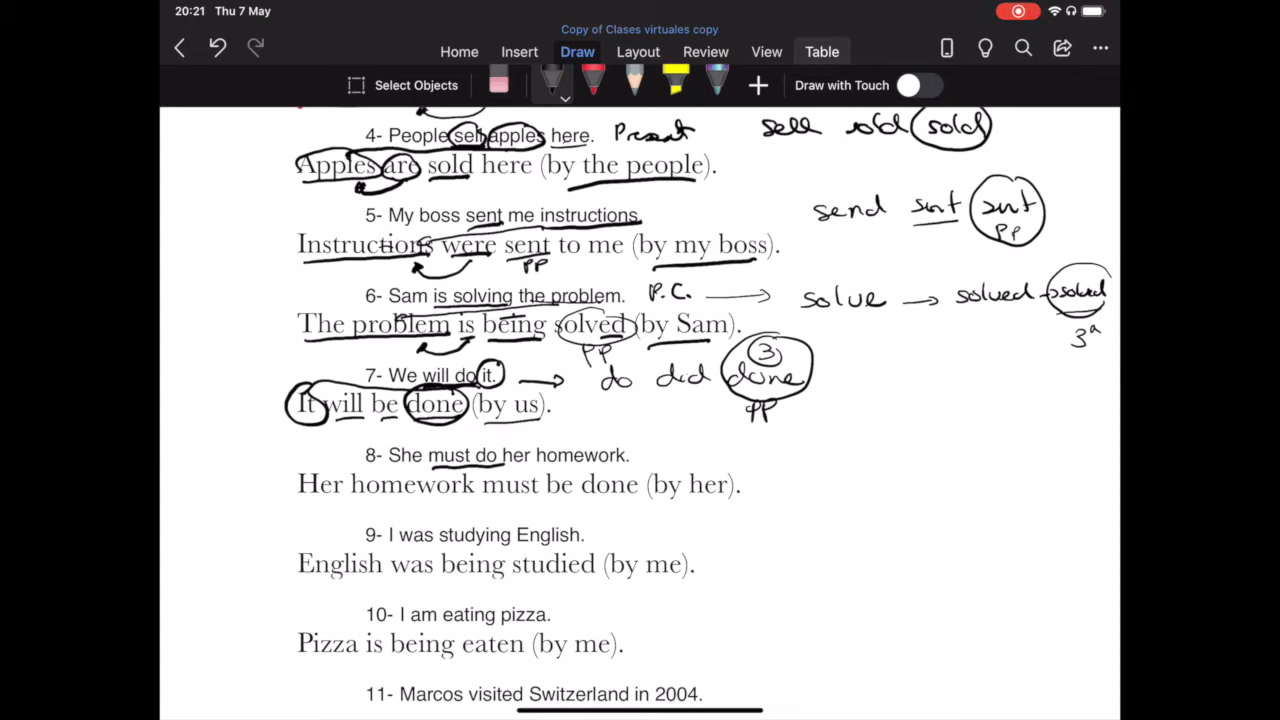 20:21 Thu 7 May
Copy of Clases virtuales copy
Home Insert Draw Layout Review View Table
Select Objects Draw with Touch
4- People sell apples here. Present sell sold sold
Apples are sold here (by the people).
5- My boss sent me instructions. send sent sent
PP
Instructions were sent to me (by my boss).
PP
6- Sam is solving the problem. P.C. solve solved solved
3ª
The problem is being solved (by Sam).
PP
3
7- We will do it. do did done
PP
It will be done (by us).
8- She must do her homework.
Her homework must be done (by her).
9- I was studying English.
English was being studied (by me).
10- I am eating pizza.
Pizza is being eaten (by me).
11- Marcos visited Switzerland in 2004.